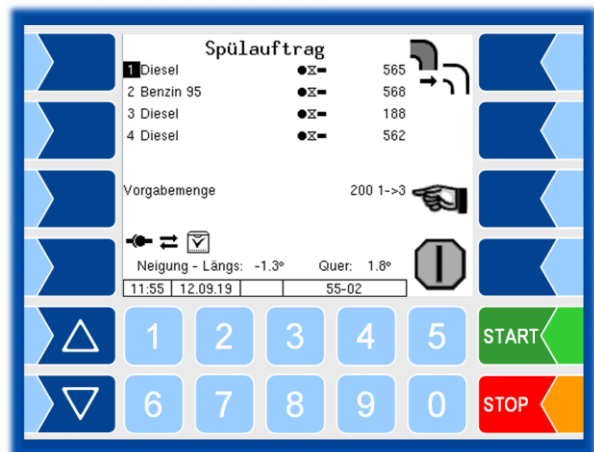 Spülauftrag
1 Diesel 565
2 Benzin 95 568
3 Diesel 188
4 Diesel 562
Vorgabemenge 200 1->3
Neigung - Längs: -1.3° Quer: 1.8°
11:55 12.09.19 55-02
1 2 3 4 5 START
6 7 8 9 0 STOP